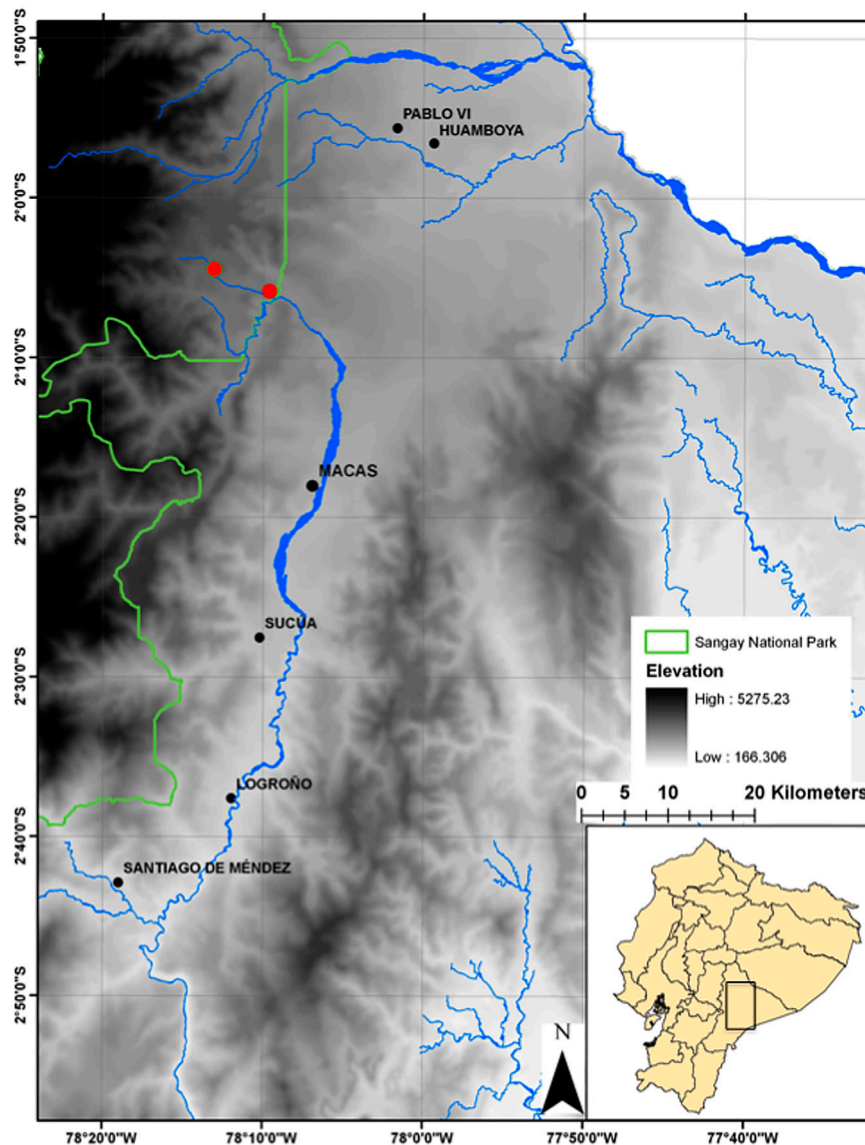 1°50'0"S
2°0'0"S
2°10'0"S
2°20'0"S
2°30'0"S
2°40'0"S
2°50'0"S
PABLO VI
HUAMBOYA
MACAS
SUCÚA
LOGROÑO
SANTIAGO DE MÉNDEZ
Sangay National Park
Elevation
High : 5275.23
Low : 166.306
0 5 10 20 Kilometers
N
78°20'0"W 78°10'0"W 78°0'0"W 77°50'0"W 77°40'0"W